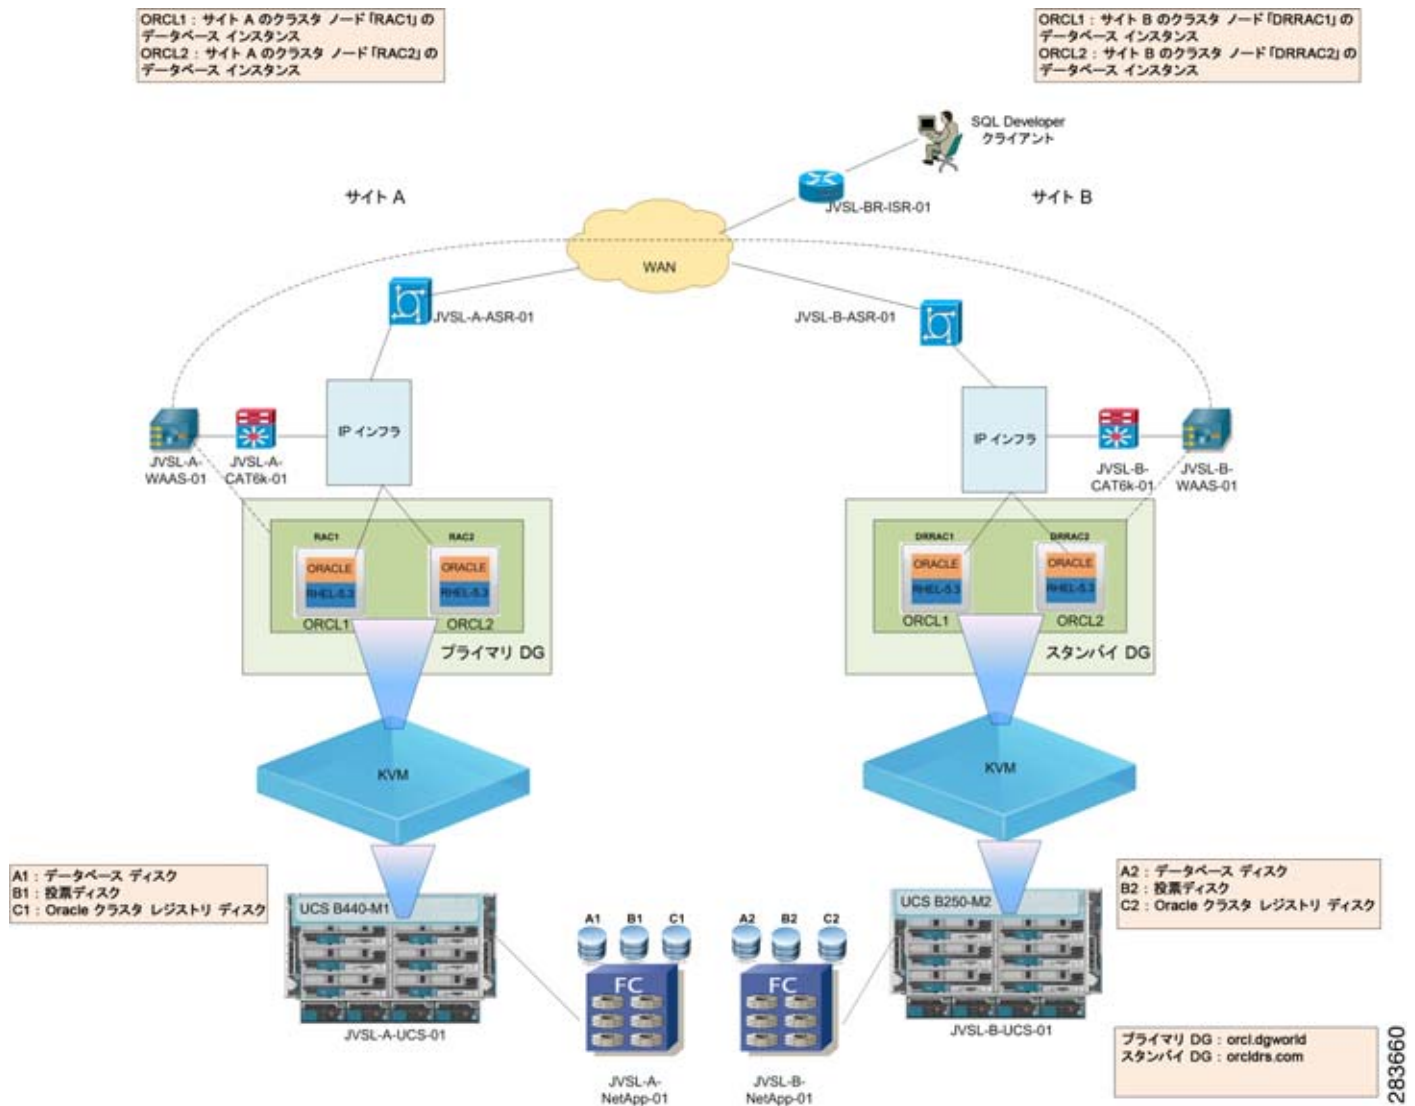 ORCL1 : サイト A のクラスタ ノード「RAC1」の
データベース インスタンス
ORCL2 : サイト A のクラスタ ノード「RAC2」の
データベース インスタンス
ORCL1 : サイト B のクラスタ ノード「DRRAC1」の
データベース インスタンス
ORCL2 : サイト B のクラスタ ノード「DRRAC2」の
データベース インスタンス
SQL Developer
クライアント
サイト A
JVSL-BR-ISR-01
サイト B
WAN
JVSL-A-ASR-01
JVSL-B-ASR-01
IP インフラ
JVSL-A-
WAAS-01
JVSL-A-
CAT6k-01
IP インフラ
JVSL-B-
CAT6k-01
JVSL-B-
WAAS-01
RAC1
RAC2
ORACLE
RHEL-5.3
ORACLE
RHEL-5.3
ORCL1
ORCL2
プライマリ DG
DRRAC1
DRRAC2
ORACLE
RHEL-5.3
ORACLE
RHEL-5.3
ORCL1
ORCL2
スタンバイ DG
KVM
KVM
A1 : データベース ディスク
B1 : 投票ディスク
C1 : Oracle クラスタ レジストリ ディスク
UCS B440-M1
JVSL-A-UCS-01
A1
B1
C1
FC
JVSL-A-
NetApp-01
A2
B2
C2
FC
JVSL-B-
NetApp-01
UCS B250-M2
JVSL-B-UCS-01
A2 : データベース ディスク
B2 : 投票ディスク
C2 : Oracle クラスタ レジストリ ディスク
プライマリ DG : orcl.dgworld
スタンバイ DG : orcldrs.com
283660